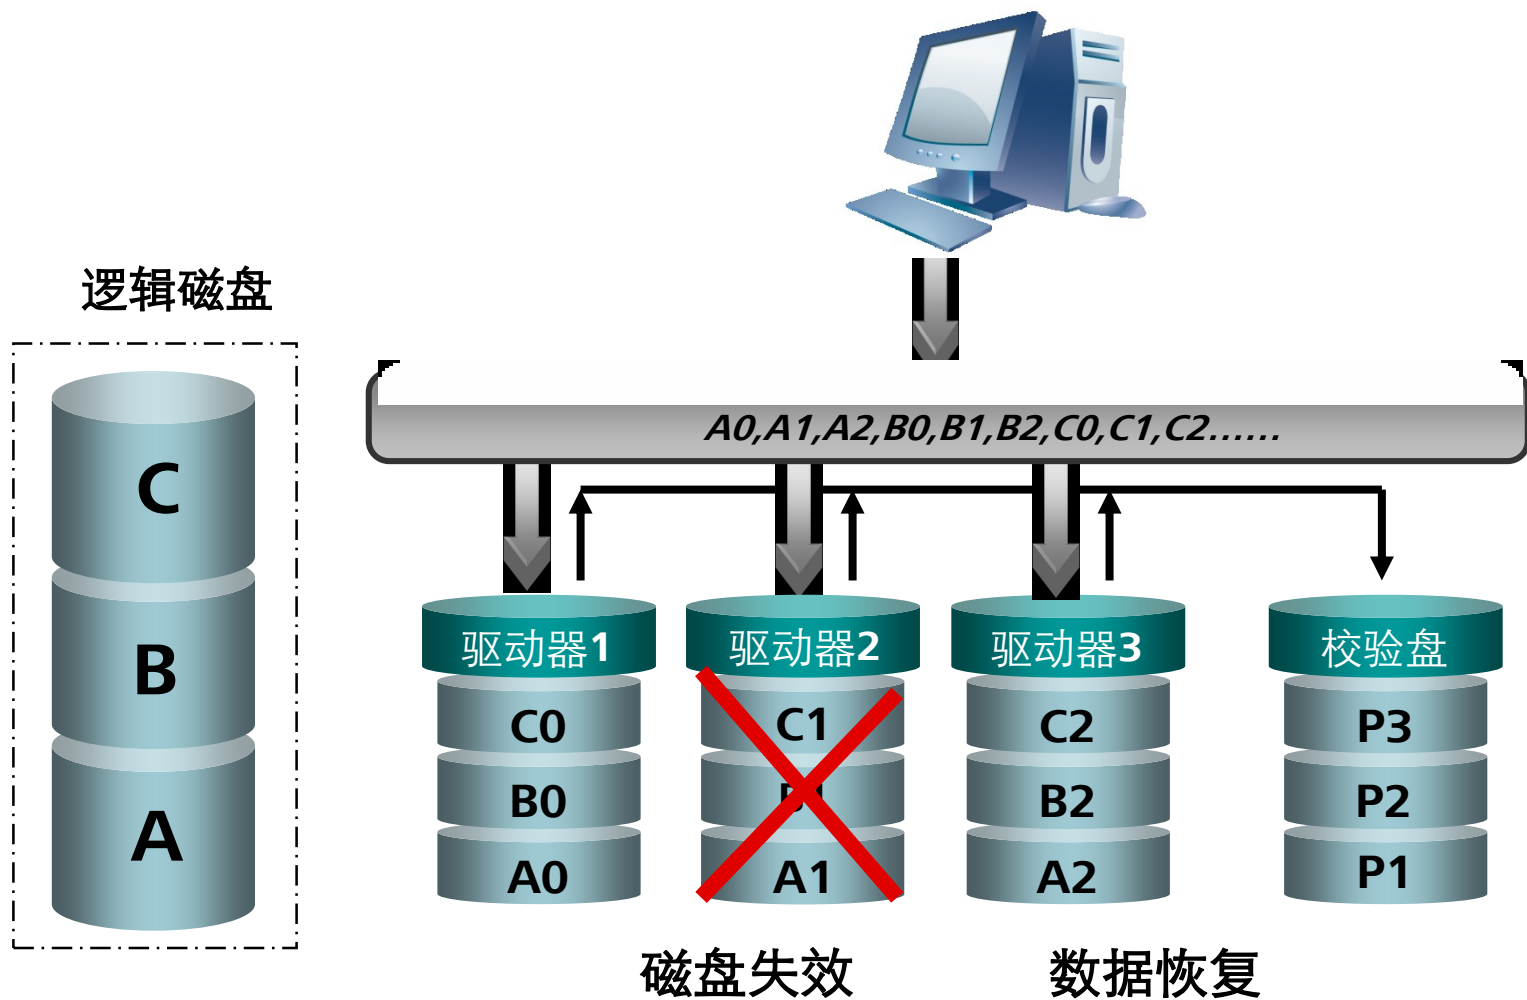 逻辑磁盘
A0,A1,A2,B0,B1,B2,C0,C1,C2......
C
B
A
驱动器1
驱动器2
驱动器3
校验盘
C0
C1
C2
P3
B0
B2
P2
A0
A1
A2
P1
磁盘失效
数据恢复